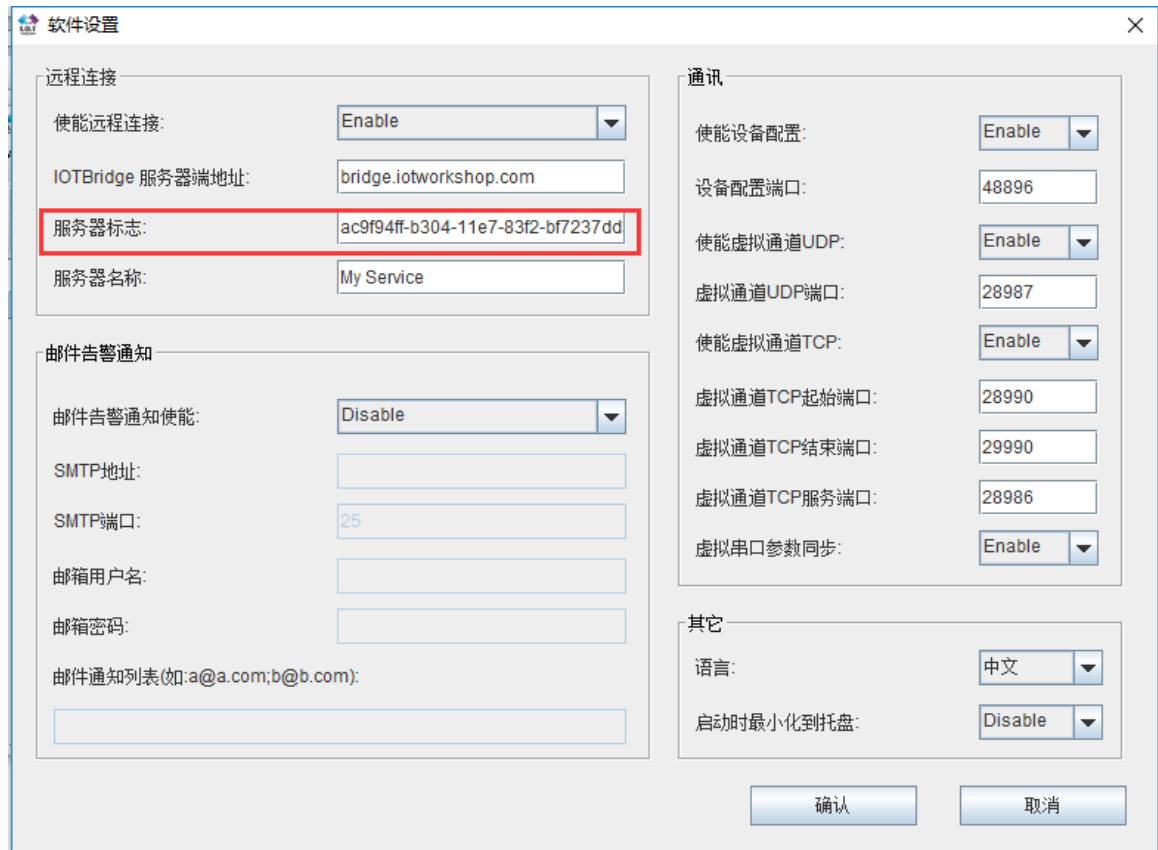 软件设置
远程连接
使能远程连接: Enable
IOTBridge 服务器端地址: bridge.iotworkshop.com
服务器标志: ac9f94ff-b304-11e7-83f2-bf7237dd
服务器名称: My Service
邮件告警通知
邮件告警通知使能: Disable
SMTP地址:
SMTP端口: 25
邮箱用户名:
邮箱密码:
邮件通知列表(如:a@a.com;b@b.com):
通讯
使能设备配置: Enable
设备配置端口: 48896
使能虚拟通道UDP: Enable
虚拟通道UDP端口: 28987
使能虚拟通道TCP: Enable
虚拟通道TCP起始端口: 28990
虚拟通道TCP结束端口: 29990
虚拟通道TCP服务端口: 28986
虚拟串口参数同步: Enable
其它
语言: 中文
启动时最小化到托盘: Disable
确认 取消